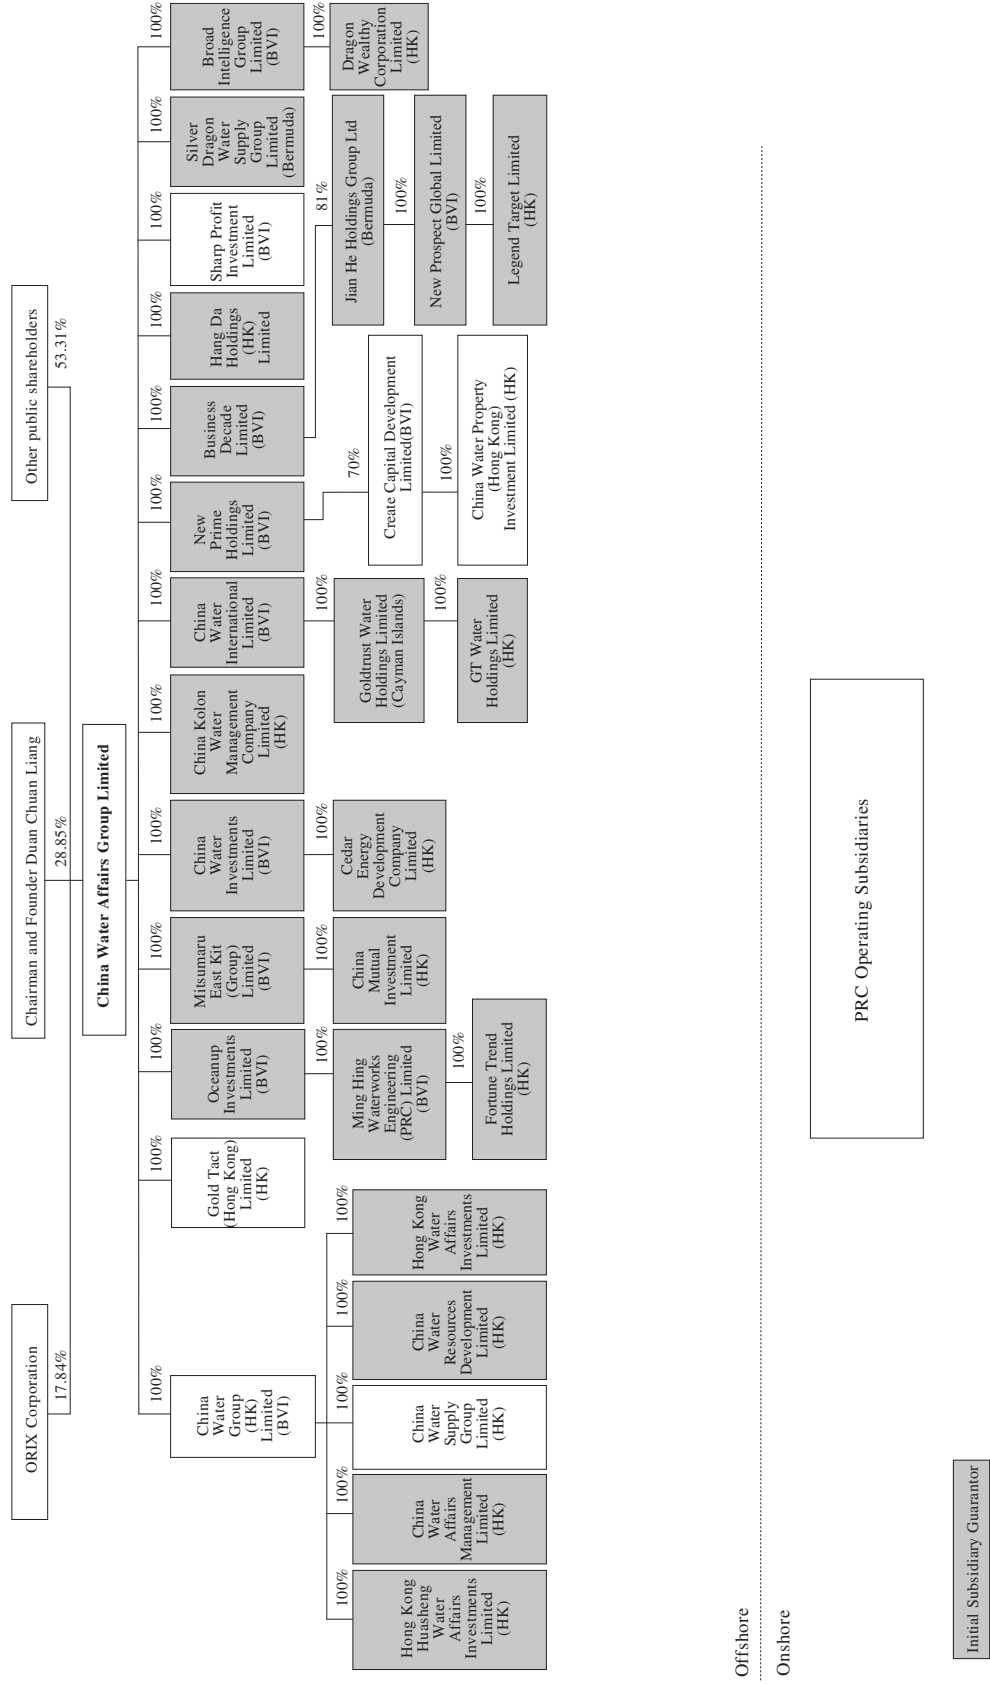 ORIX Corporation
17.84%
Chairman and Founder Duan Chuan Liang
28.85%
Other public shareholders
53.31%
China Water Affairs Group Limited
100%
China
Water
Group
(HK)
Limited
(BVI)
100%
Gold Tact
(Hong Kong)
Limited
(HK)
100%
Oceanup
Investments
Limited
(BVI)
100%
Mitsumaru
East Kit
(Group)
Limited
(BVI)
100%
China
Water
Investments
Limited
(BVI)
100%
China Kolon
Water
Management
Company
Limited
(HK)
100%
China
Water
International
Limited
(BVI)
100%
New
Prime
Holdings
Limited
(BVI)
100%
Business
Decade
Limited
(BVI)
100%
Hang Da
Holdings
(HK)
Limited
100%
Sharp Profit
Investment
Limited
(BVI)
100%
Silver
Dragon
Water
Supply
Group
Limited
(Bermuda)
100%
Broad
Intelligence
Group
Limited
(BVI)
100%
Hong Kong
Huasheng
Water
Affairs
Investments
Limited
(HK)
100%
China
Water
Affairs
Management
Limited
(HK)
100%
China
Water
Supply
Group
Limited
(HK)
100%
China
Water
Resources
Development
Limited
(HK)
100%
Hong Kong
Water
Affairs
Investments
Limited
(HK)
100%
Ming Hing
Waterworks
Engineering
(PRC) Limited
(BVI)
100%
Fortune Trend
Holdings Limited
(HK)
100%
China
Mutual
Investment
Limited
(HK)
100%
Cedar
Energy
Development
Company
Limited
(HK)
100%
Goldtrust Water
Holdings Limited
(Cayman Islands)
100%
GT Water
Holdings Limited
(HK)
70%
Create Capital Development
Limited(BVI)
100%
China Water Property
(Hong Kong)
Investment Limited (HK)
81%
Jian He Holdings Group Ltd
(Bermuda)
100%
New Prospect Global Limited
(BVI)
100%
Legend Target Limited
(HK)
100%
Dragon
Wealthy
Corporation
Limited
(HK)
Offshore
Onshore
PRC Operating Subsidiaries
Initial Subsidiary Guarantor